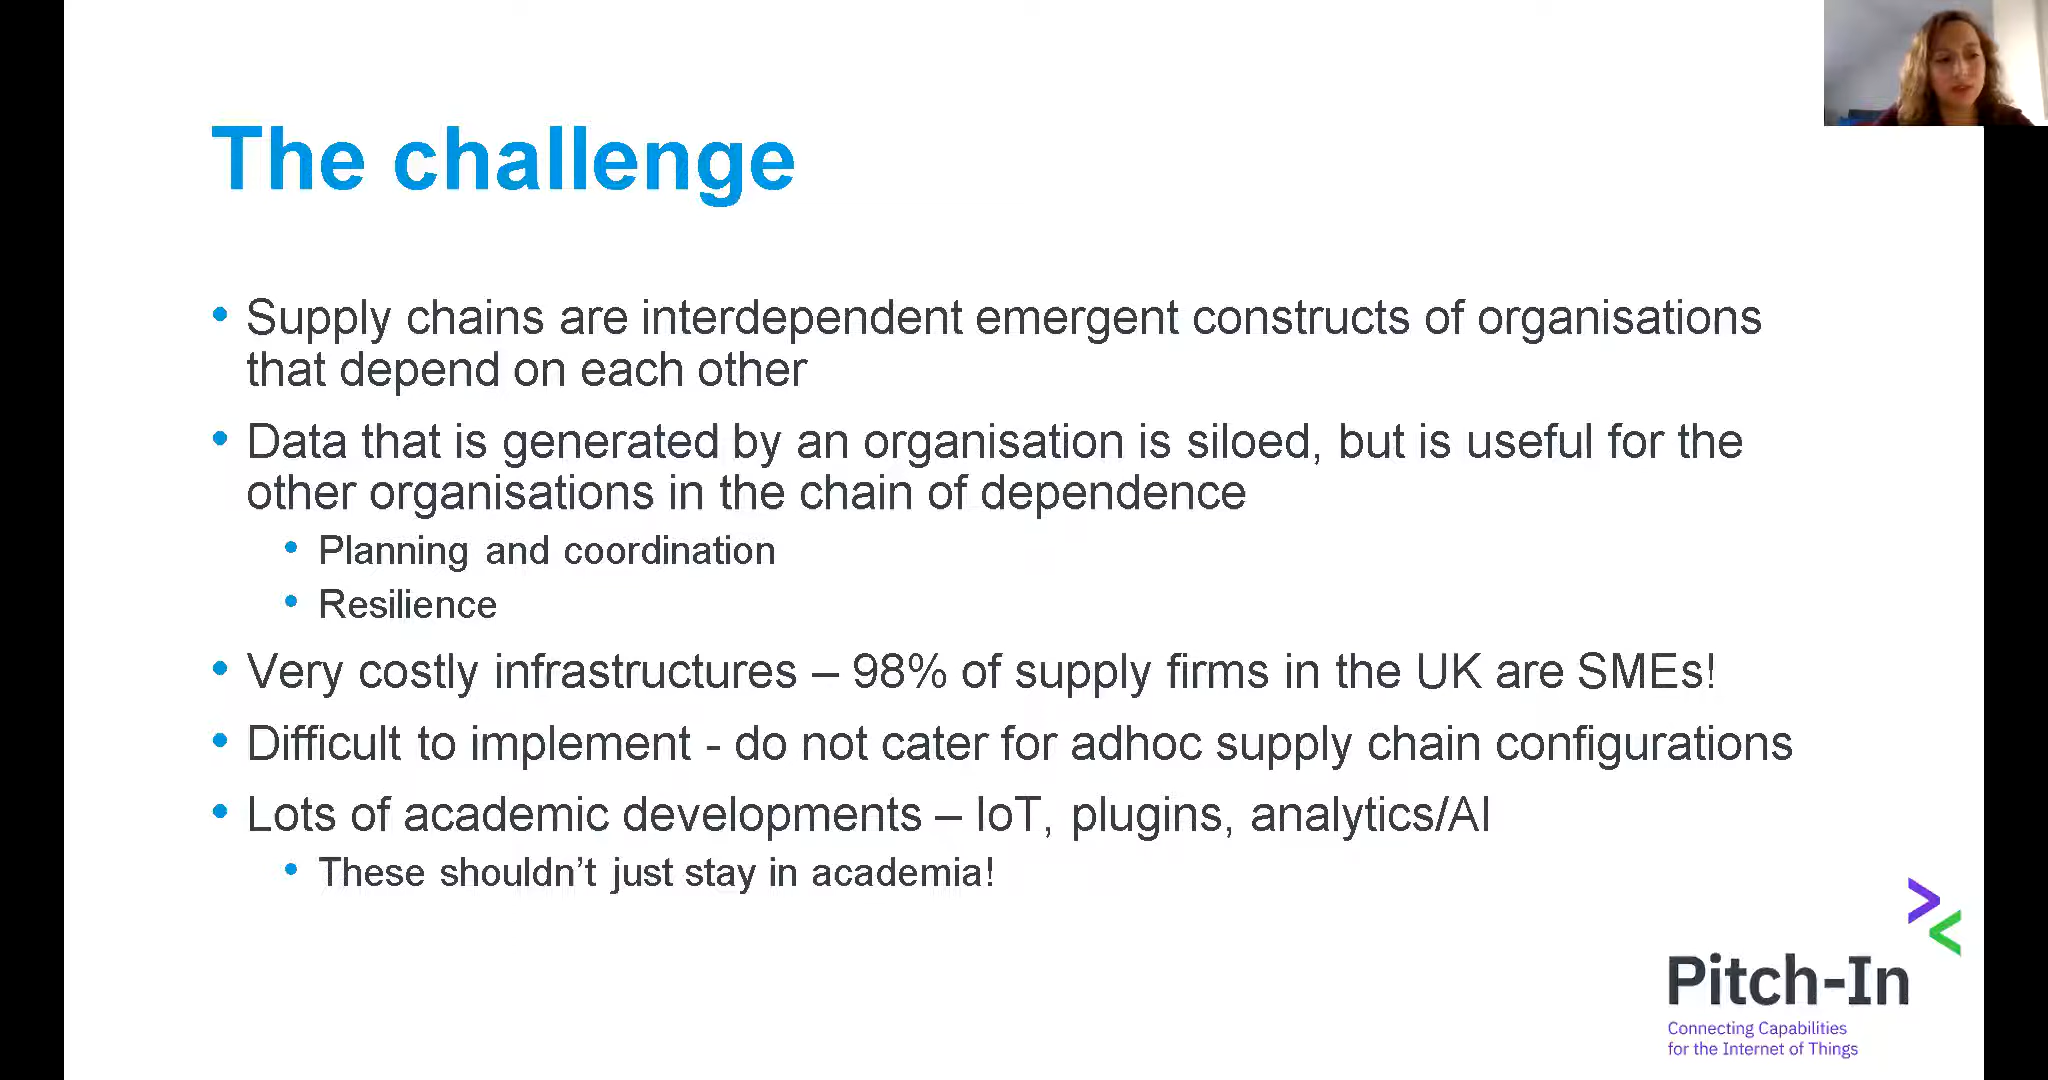 The challenge
• Supply chains are interdependent emergent constructs of organisations
that depend on each other
• Data that is generated by an organisation is siloed, but is useful for the
other organisations in the chain of dependence
• Planning and coordination
• Resilience
• Very costly infrastructures – 98% of supply firms in the UK are SMEs!
• Difficult to implement - do not cater for adhoc supply chain configurations
• Lots of academic developments – IoT, plugins, analytics/AI
• These shouldn’t just stay in academia!
Pitch-In
Connecting Capabilities
for the Internet of Things